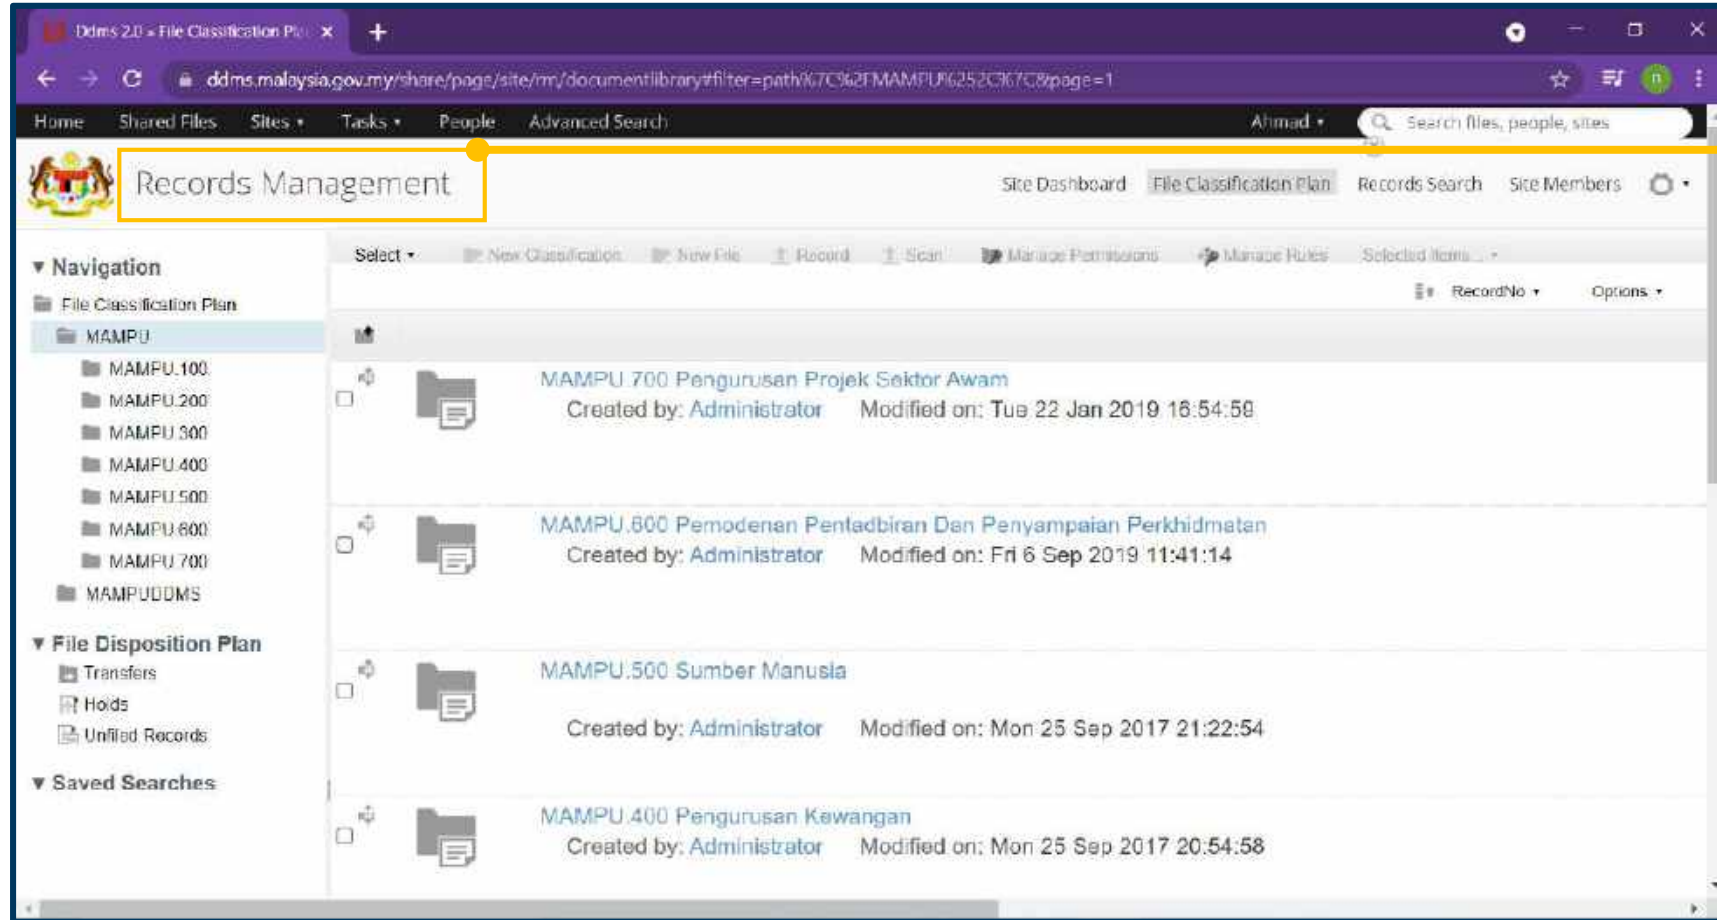 Ddms 2.0 » File Classification Pla
ddms.malaysia.gov.my/share/page/site/rm/documentlibrary#filter=path%7C%2FMAMPU%252C%7C&page=1
n
Home Shared Files Sites Tasks People Advanced Search Ahmad Search files, people, sites
Records Management Site Dashboard File Classification Plan Records Search Site Members
Select New Classification New File Record Scan Manage Permissions Manage Rules Selected Items...
RecordNo Options
Navigation
File Classification Plan
MAMPU
MAMPU.100
MAMPU.200
MAMPU.300
MAMPU.400
MAMPU.500
MAMPU.600
MAMPU.700
MAMPUDDMS
File Disposition Plan
Transfers
Holds
Unfiled Records
Saved Searches
MAMPU.700 Pengurusan Projek Sektor Awam
Created by: Administrator Modified on: Tue 22 Jan 2019 16:54:59
MAMPU.600 Pemodenan Pentadbiran Dan Penyampaian Perkhidmatan
Created by: Administrator Modified on: Fri 6 Sep 2019 11:41:14
MAMPU.500 Sumber Manusia
Created by: Administrator Modified on: Mon 25 Sep 2017 21:22:54
MAMPU.400 Pengurusan Kewangan
Created by: Administrator Modified on: Mon 25 Sep 2017 20:54:58